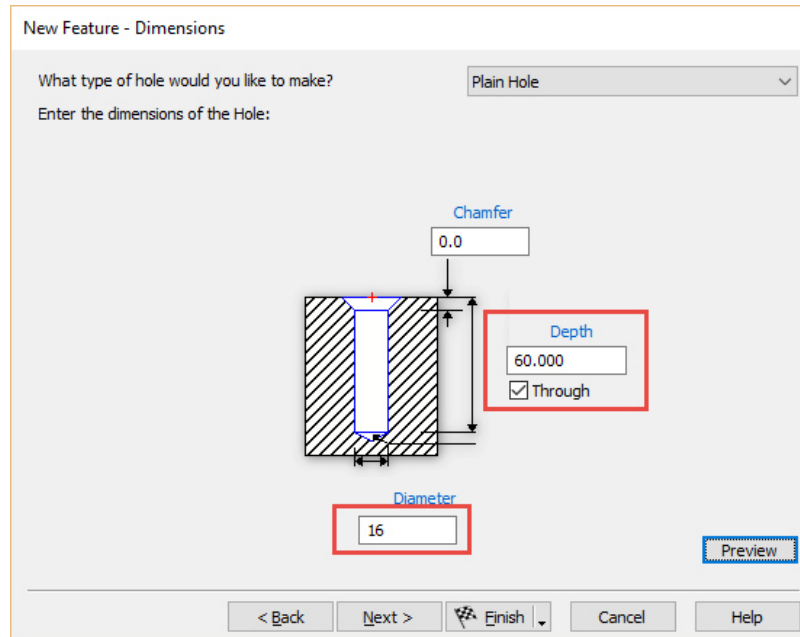 New Feature - Dimensions
What type of hole would you like to make?
Plain Hole
Enter the dimensions of the Hole:
Chamfer
0.0
Depth
60.000
Through
Diameter
16
Preview
< Back
Next >
Finish
Cancel
Help